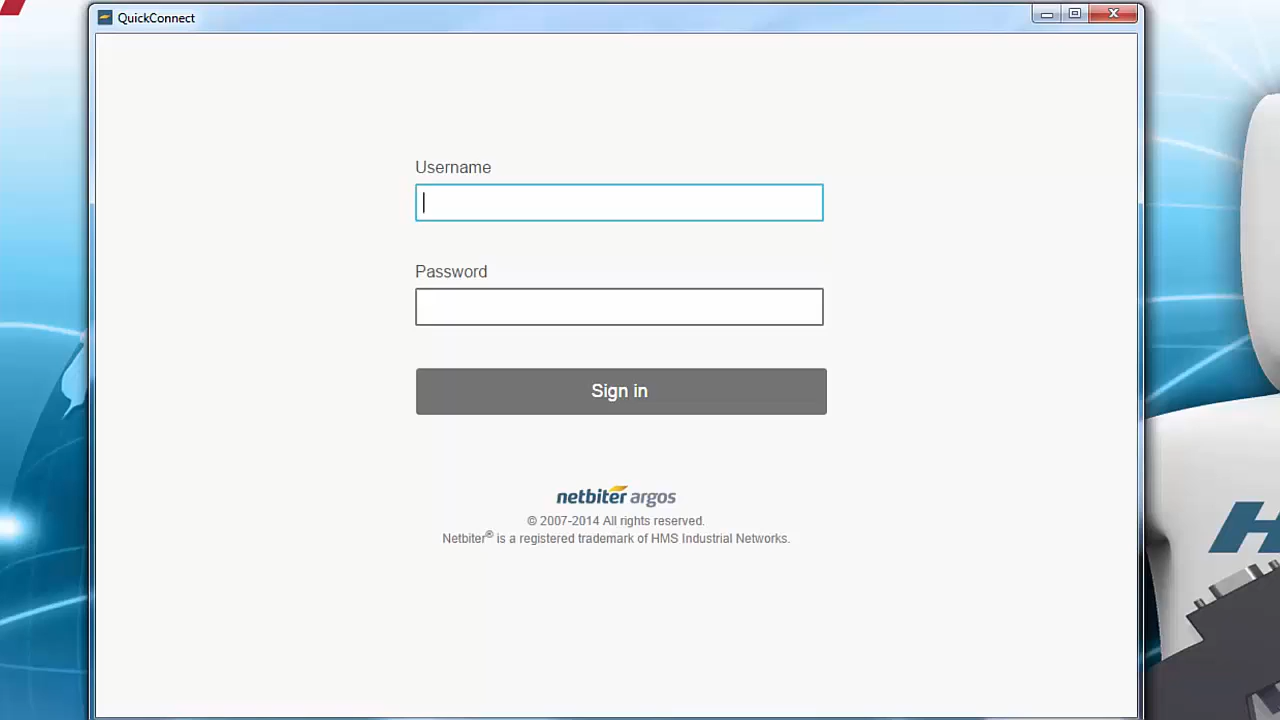 QuickConnect
Username
Password
Sign in
netbiter argos
© 2007-2014 All rights reserved.
Netbiter® is a registered trademark of HMS Industrial Networks.
H